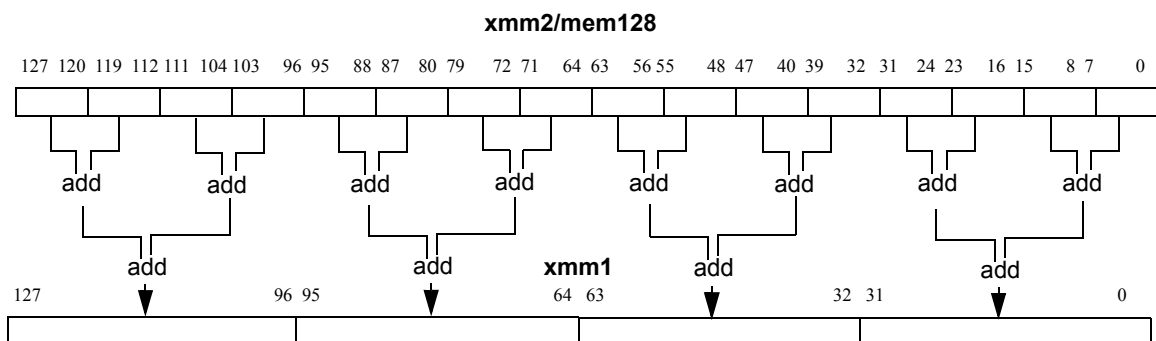 xmm2/mem128
127 120 119 112 111 104 103 96 95 88 87 80 79 72 71 64 63 56 55 48 47 40 39 32 31 24 23 16 15 8 7 0
add add add add add add add add
add add xmm1 add add
127 96 95 64 63 32 31 0